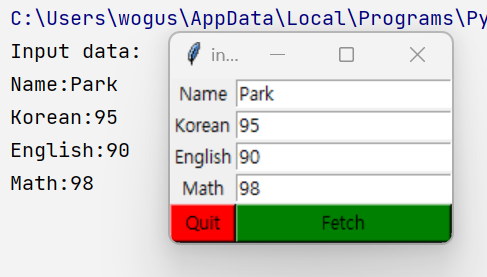 C:\Users\wogus\AppData\Local\Programs\Py
Input data:
Name:Park
Korean:95
English:90
Math:98
in...
Name Park
Korean 95
English 90
Math 98
Quit Fetch